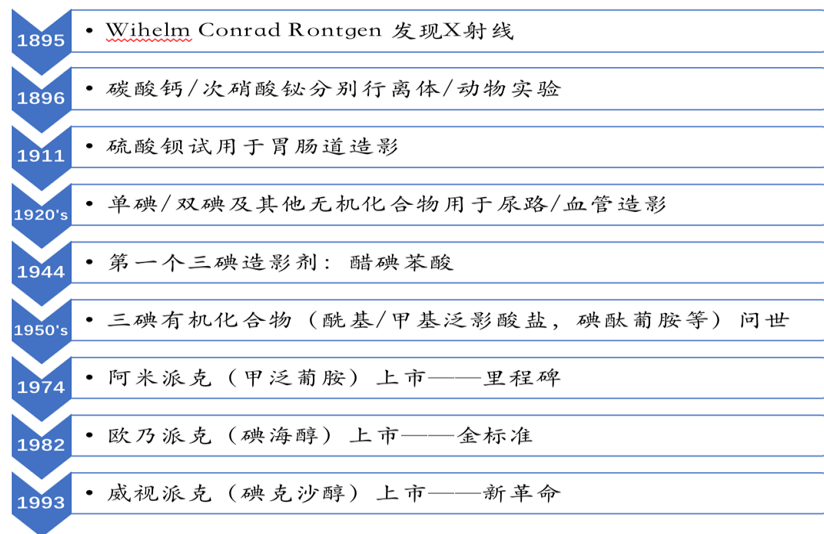 1895 • Wihelm Conrad Rontgen 发现X射线
1896 • 碳酸钙/次硝酸铋分别行离体/动物实验
1911 • 硫酸钡试用于胃肠道造影
1920's • 单碘/双碘及其他无机化合物用于尿路/血管造影
1944 • 第一个三碘造影剂：醋碘苯酸
1950's • 三碘有机化合物（酰基/甲基泛影酸盐，碘酞葡胺等）问世
1974 • 阿米派克（甲泛葡胺）上市——里程碑
1982 • 欧乃派克（碘海醇）上市——金标准
1993 • 威视派克（碘克沙醇）上市——新革命